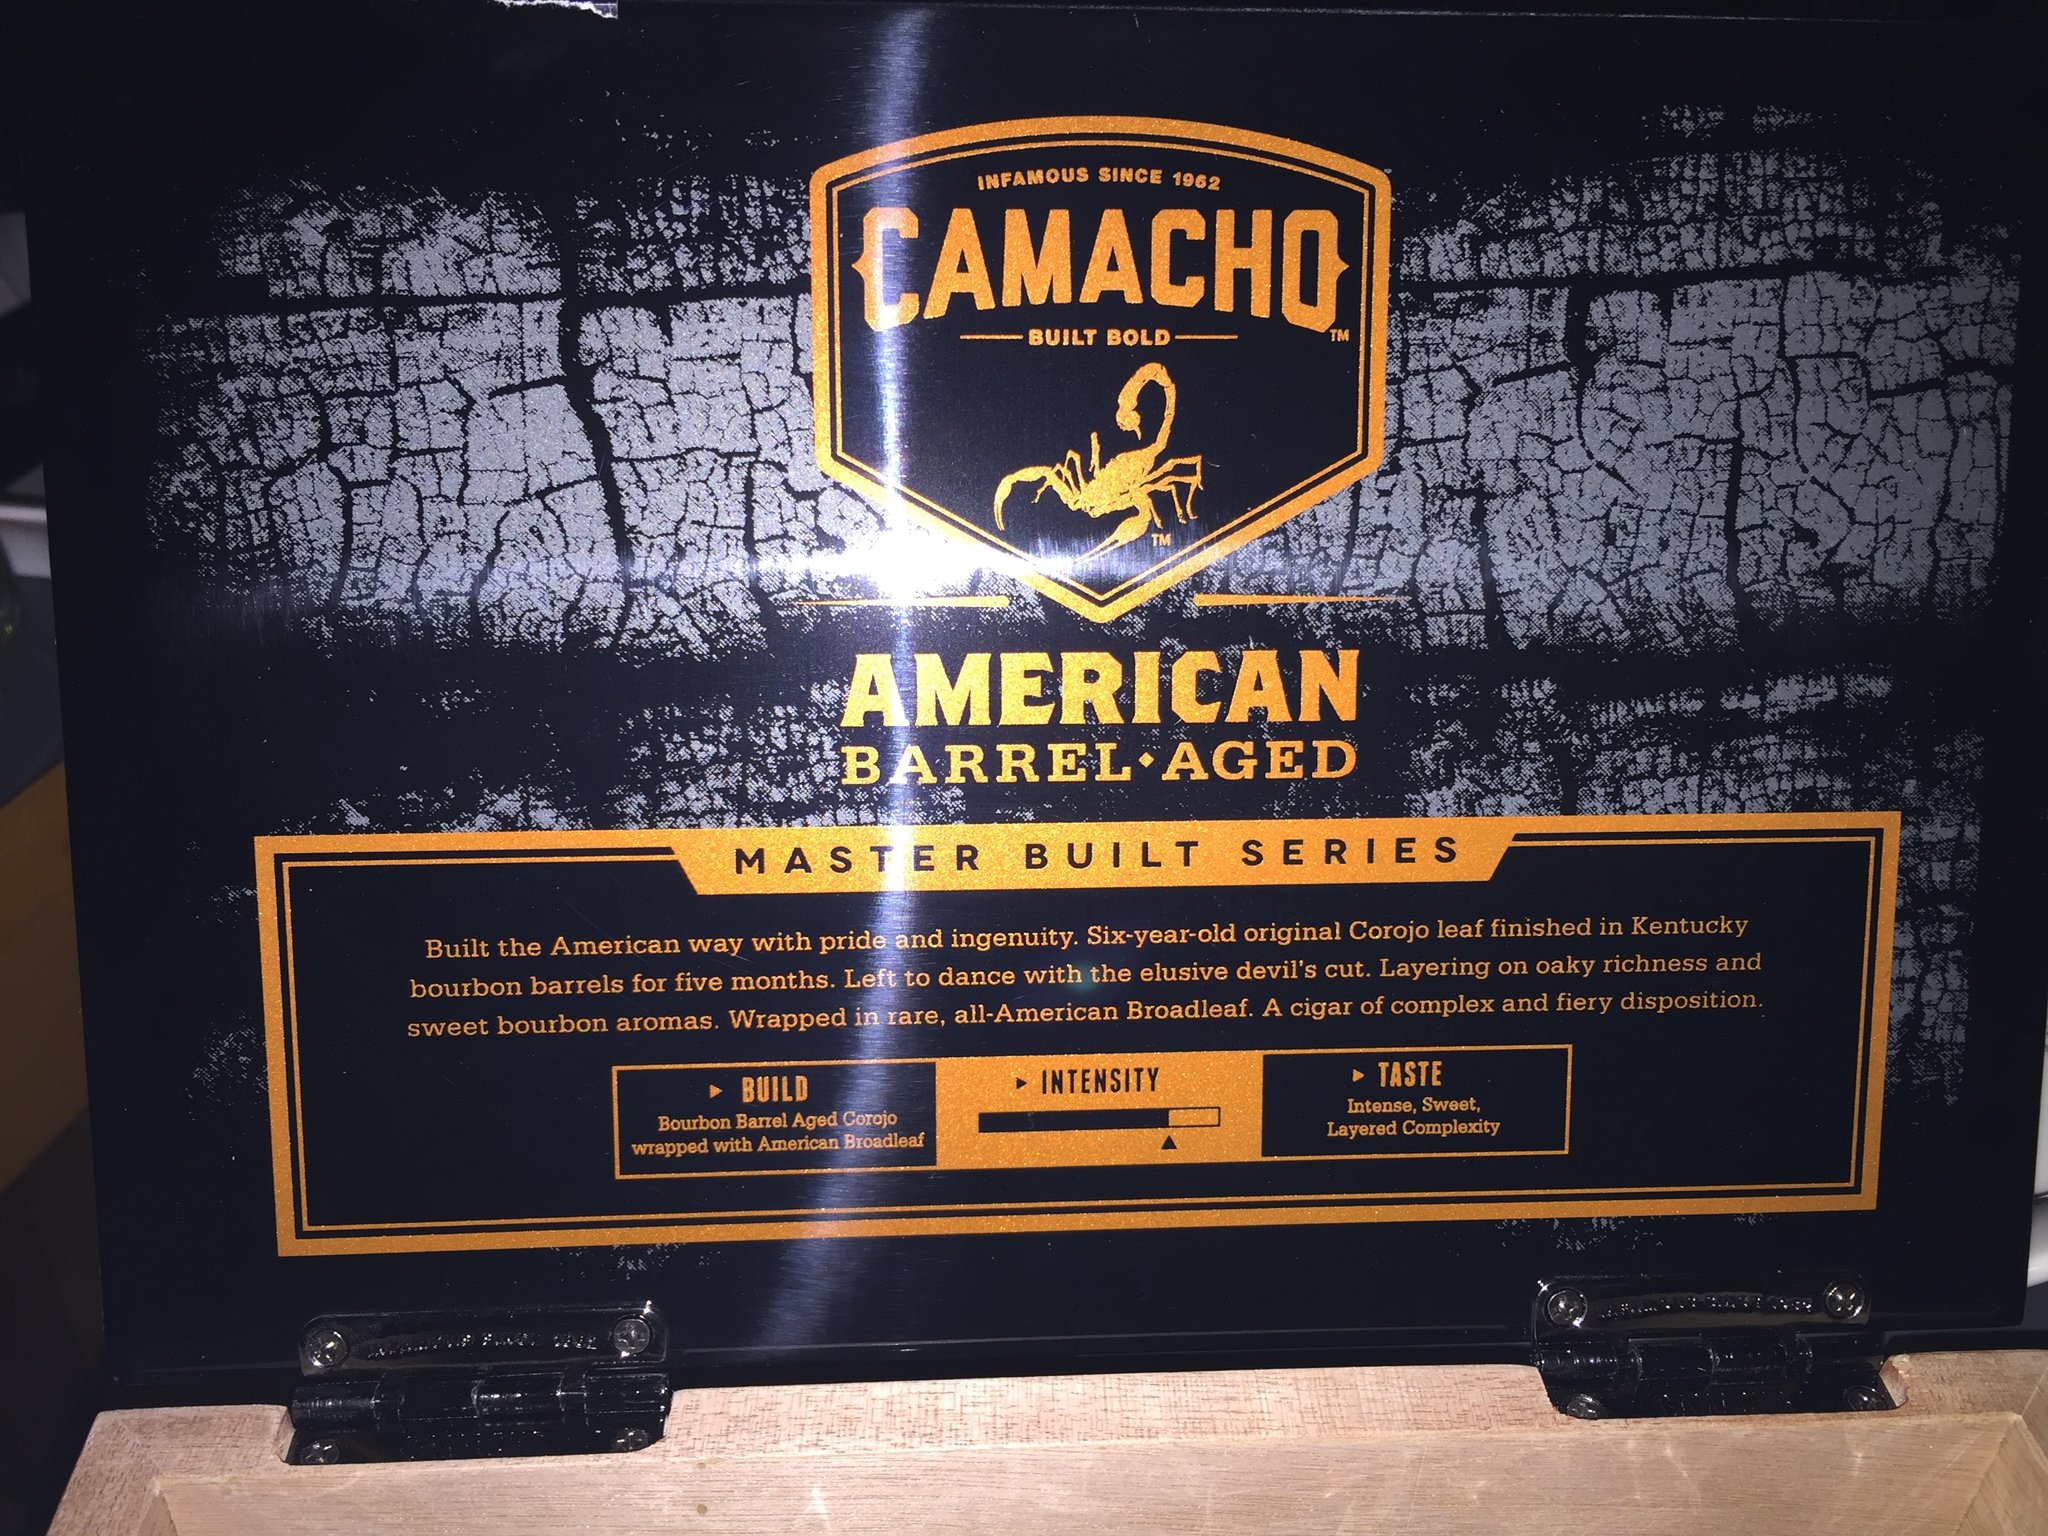 INFAMOUS SINCE 1962
CAMACHO™
BUILT BOLD
™
AMERICAN
BARREL·AGED
MASTER BUILT SERIES
Built the American way with pride and ingenuity. Six-year-old original Corojo leaf finished in Kentucky
bourbon barrels for five months. Left to dance with the elusive devil's cut. Layering on oaky richness and
sweet bourbon aromas. Wrapped in rare, all-American Broadleaf. A cigar of complex and fiery disposition.
BUILD
Bourbon Barrel Aged Corojo
wrapped with American Broadleaf
INTENSITY
TASTE
Intense, Sweet,
Layered Complexity